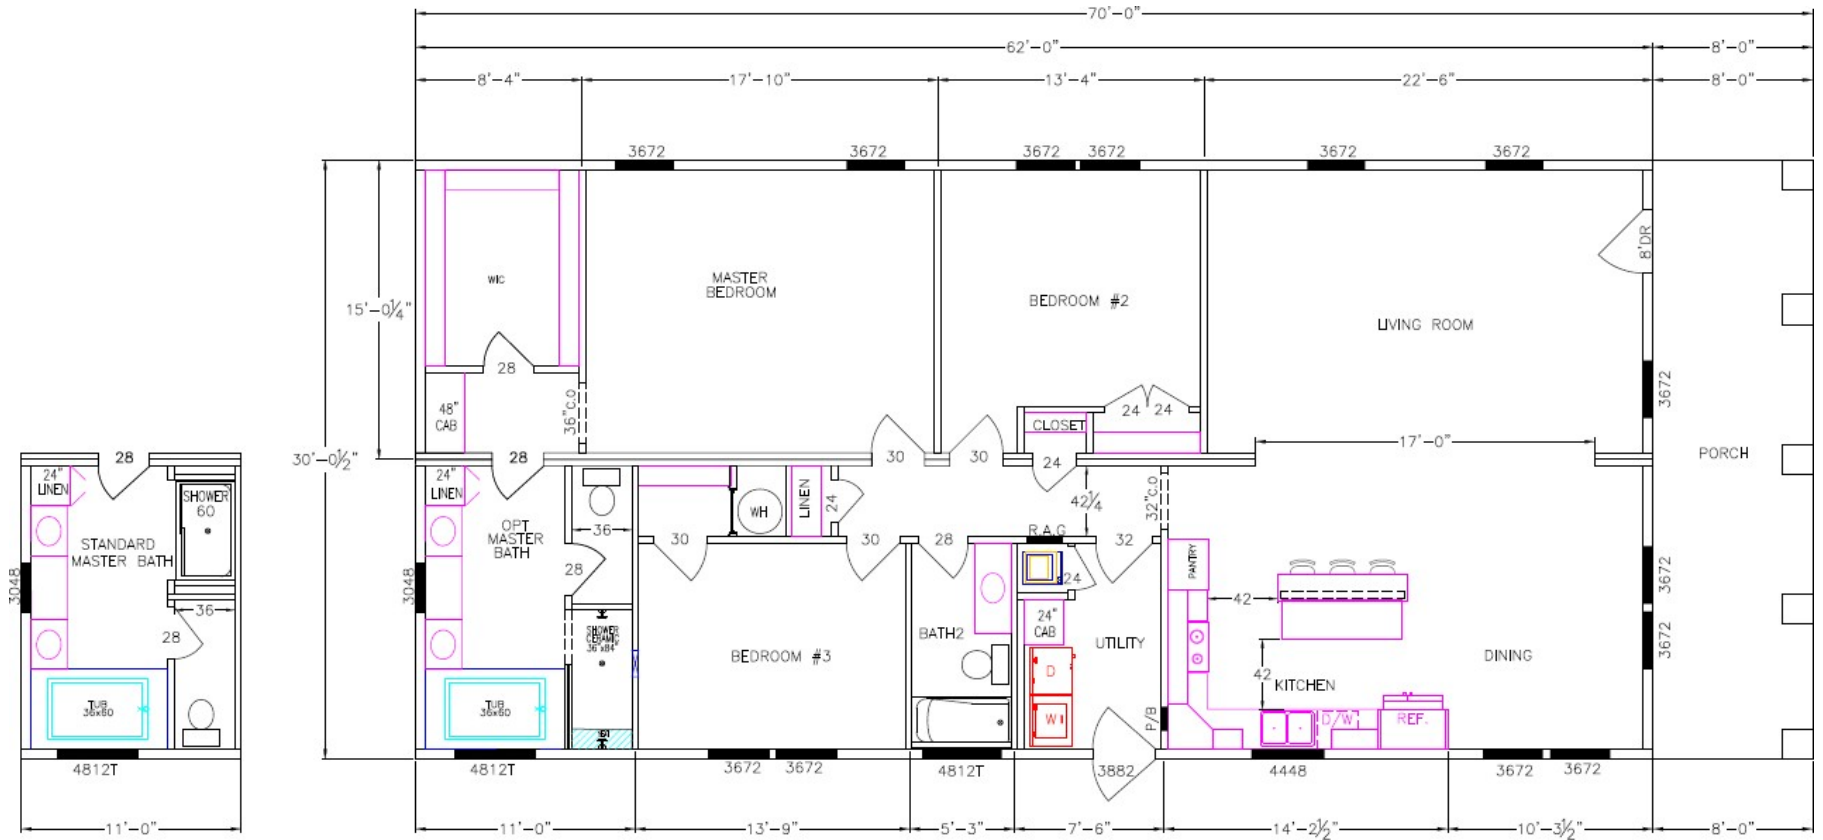 70'-0"
62'-0"
8'-0"
8'-4"
17'-10"
13'-4"
22'-6"
8'-0"
3672
3672
3672
3672
3672
3672
8'DR
WIC
MASTER
BEDROOM
BEDROOM #2
LIVING ROOM
15'-0¼"
28
36"c.o
48"
CAB
CLOSET
24
24
3672
17'-0"
PORCH
30'-0½"
28
28
30
30
24
24"
LINEN
SHOWER
60
STANDARD
MASTER BATH
3048
36
28
TUB
36x60
4812T
11'-0"
24"
LINEN
OPT
MASTER
BATH
36
WH
LINEN
24
42¼
32"c.o
R.A.G
30
30
28
32
28
3048
SHOWER
CERAMIC
36"x84"
24
PANTRY
42
3672
24"
CAB
BATH2
UTILITY
BEDROOM #3
D
W
3672
DINING
42
KITCHEN
P/B
D/W
REF.
TUB
36x60
4812T
3672
3672
4812T
3882
4448
3672
3672
11'-0"
13'-9"
5'-3"
7'-6"
14'-2½"
10'-3½"
8'-0"